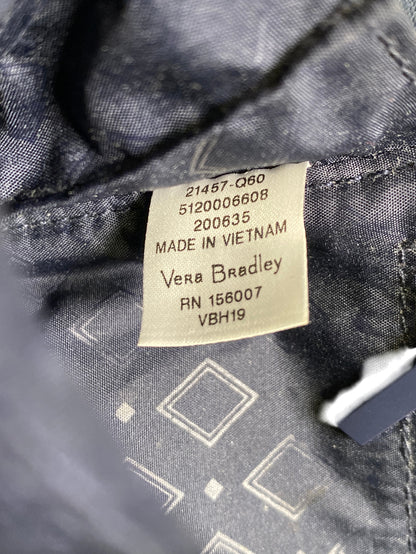 21457-Q60
5120006608
200635
MADE IN VIETNAM
Vera Bradley
RN 156007
VBH19